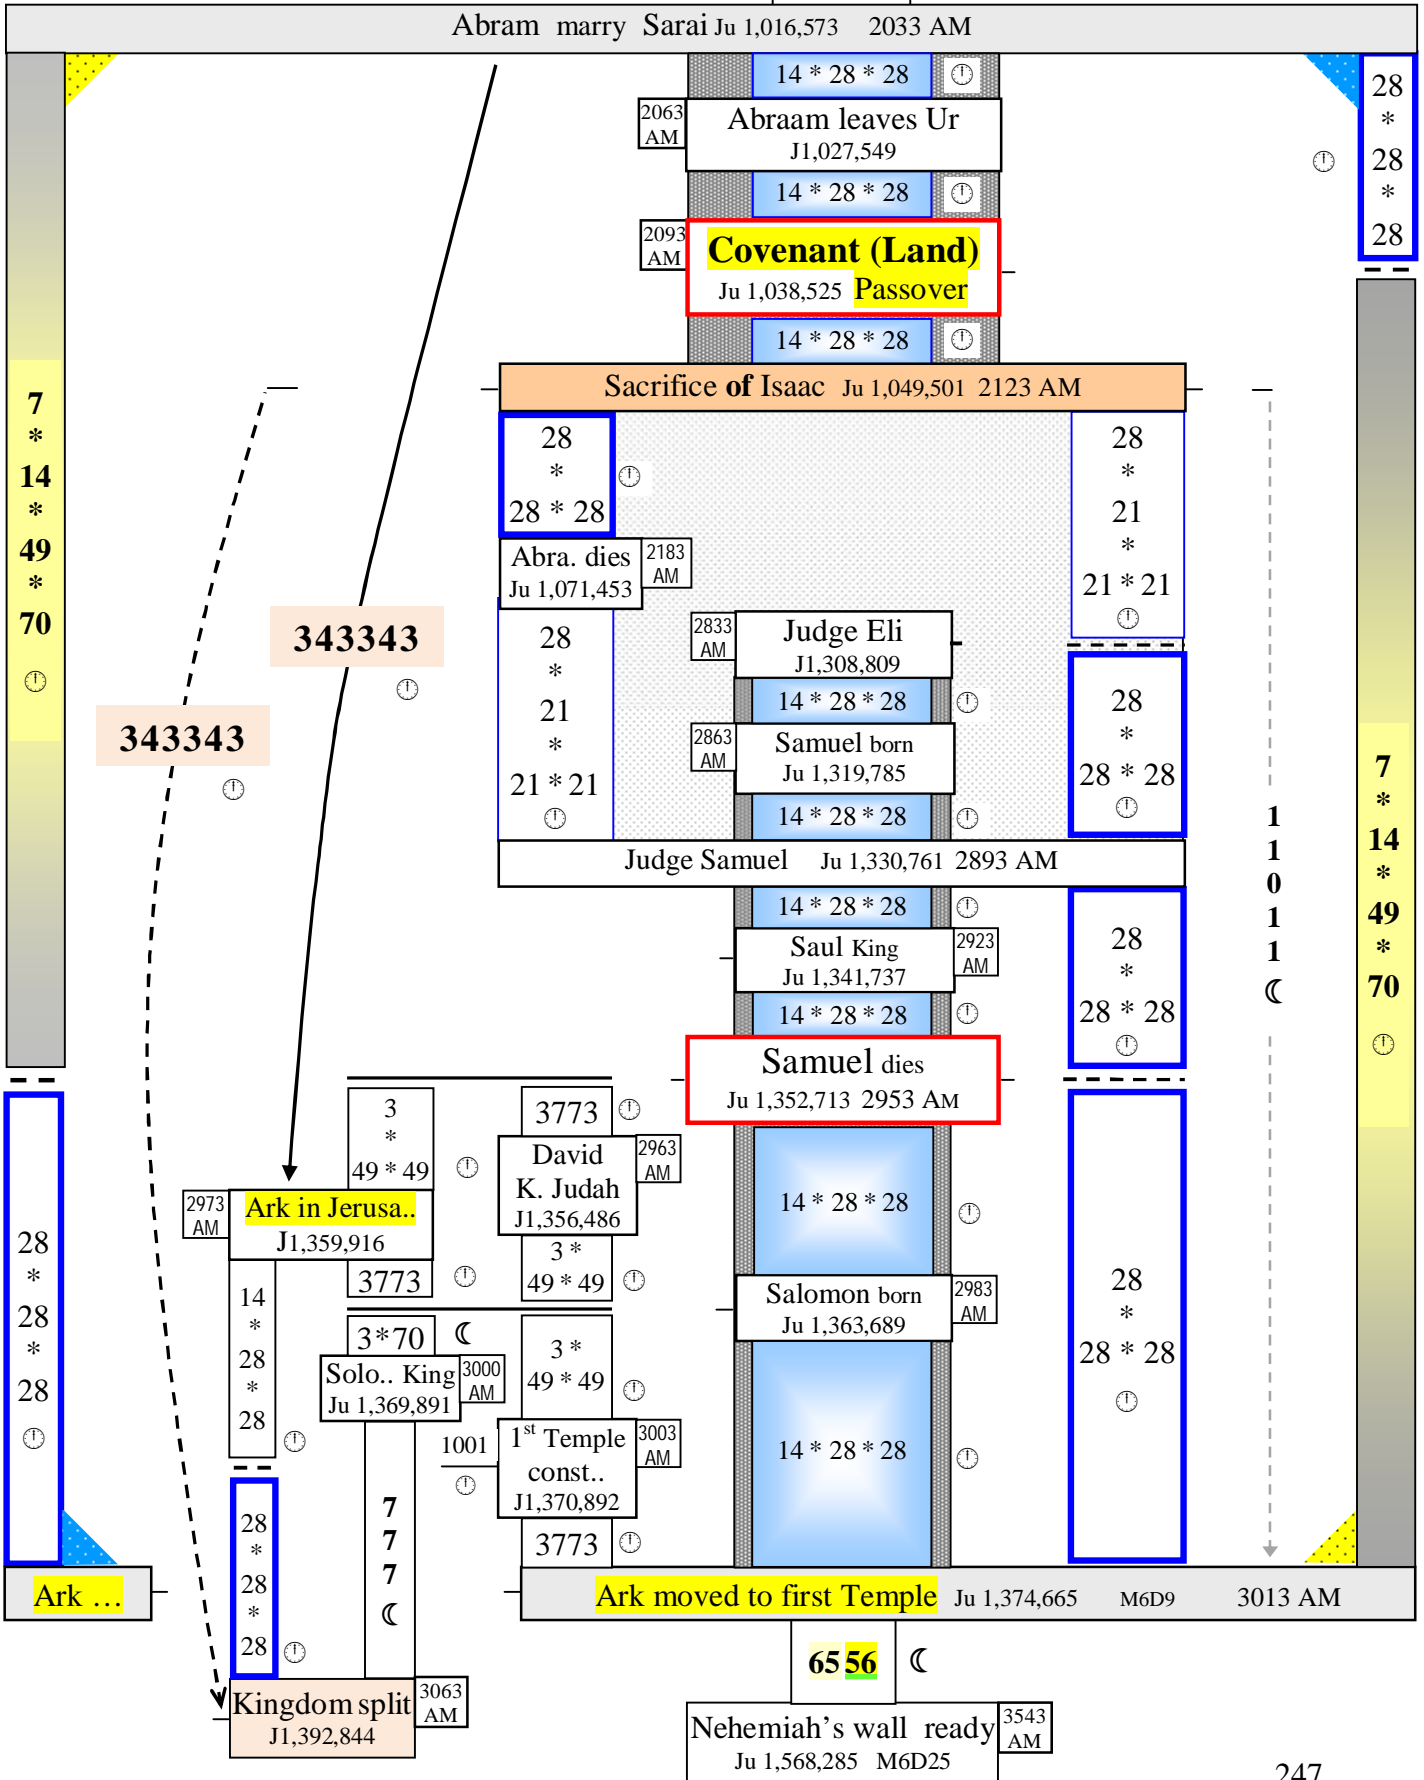 Abram marry Sarai Ju 1,016,573 2033 AM
14 * 28 * 28
28
*
28
*
28
2063
AM
Abraam leaves Ur
J1,027,549
14 * 28 * 28
2093
AM
Covenant (Land)
Ju 1,038,525 Passover
14 * 28 * 28
Sacrifice of Isaac Ju 1,049,501 2123 AM
7
*
14
*
49
*
70
28
*
28 * 28
28
*
21
*
21 * 21
Abra. dies
Ju 1,071,453
2183
AM
343343
343343
28
*
21
*
21 * 21
2833
AM
Judge Eli
J1,308,809
14 * 28 * 28
2863
AM
Samuel born
Ju 1,319,785
14 * 28 * 28
28
*
28 * 28
7
*
14
*
49
*
70
1
1
0
1
1
☾
Judge Samuel Ju 1,330,761 2893 AM
14 * 28 * 28
Saul King
Ju 1,341,737
2923
AM
14 * 28 * 28
28
*
28 * 28
Samuel dies
Ju 1,352,713 2953 AM
3
*
49 * 49
3773
David
K. Judah
J1,356,486
2963
AM
3 *
49 * 49
2973
AM
Ark in Jerusa..
J1,359,916
3773
14 * 28 * 28
Salomon born
Ju 1,363,689
2983
AM
28
*
28 * 28
28
*
28
*
28
14
*
28
*
28
3*70 ☾
Solo.. King
Ju 1,369,891
3000
AM
3 *
49 * 49
1001
1st Temple
const..
J1,370,892
3003
AM
3773
14 * 28 * 28
28
*
28
*
28
7
7
7
☾
Ark …
Ark moved to first Temple Ju 1,374,665 M6D9 3013 AM
65 56 ☾
Kingdom split
J1,392,844
3063
AM
Nehemiah’s wall ready
Ju 1,568,285 M6D25
3543
AM
247